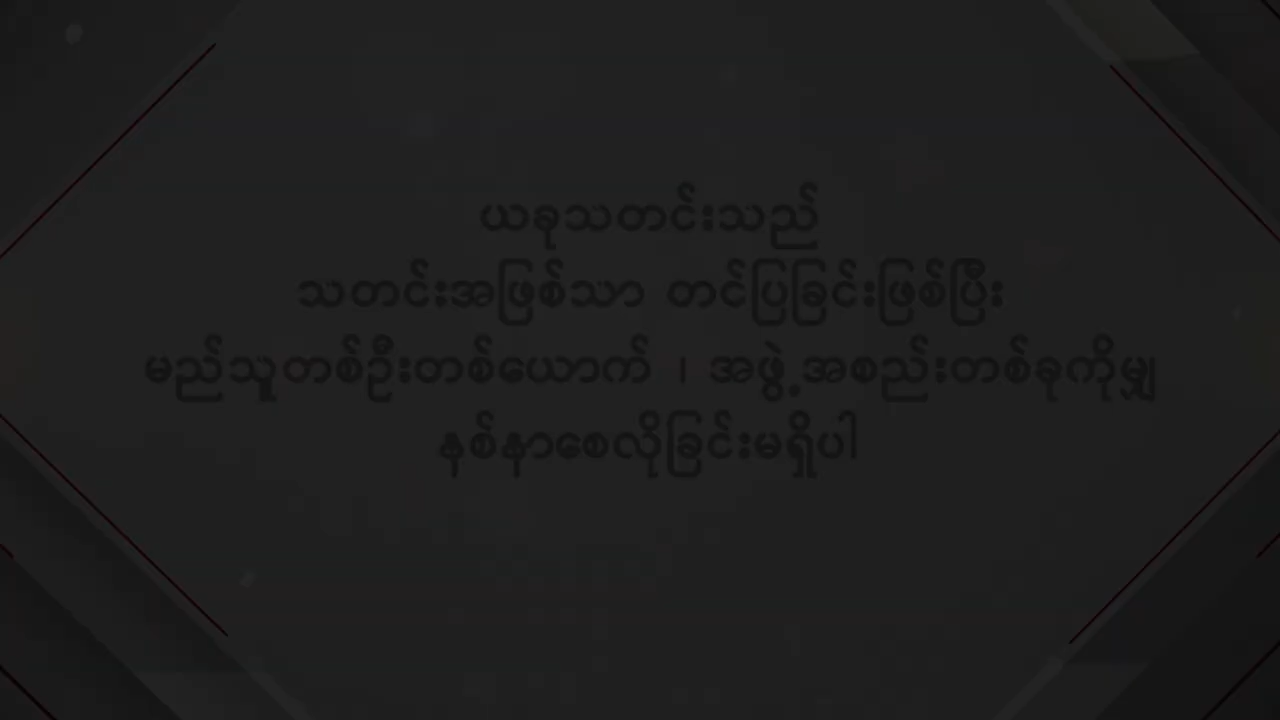 ယခုသတင်းသည်
သတင်းအဖြစ်သာ တင်ပြခြင်းဖြစ်ပြီး
မည်သူတစ်ဦးတစ်ယောက် ၊ အဖွဲ့အစည်းတစ်ခုကိုမျှ
နစ်နာစေလိုခြင်းမရှိပါ